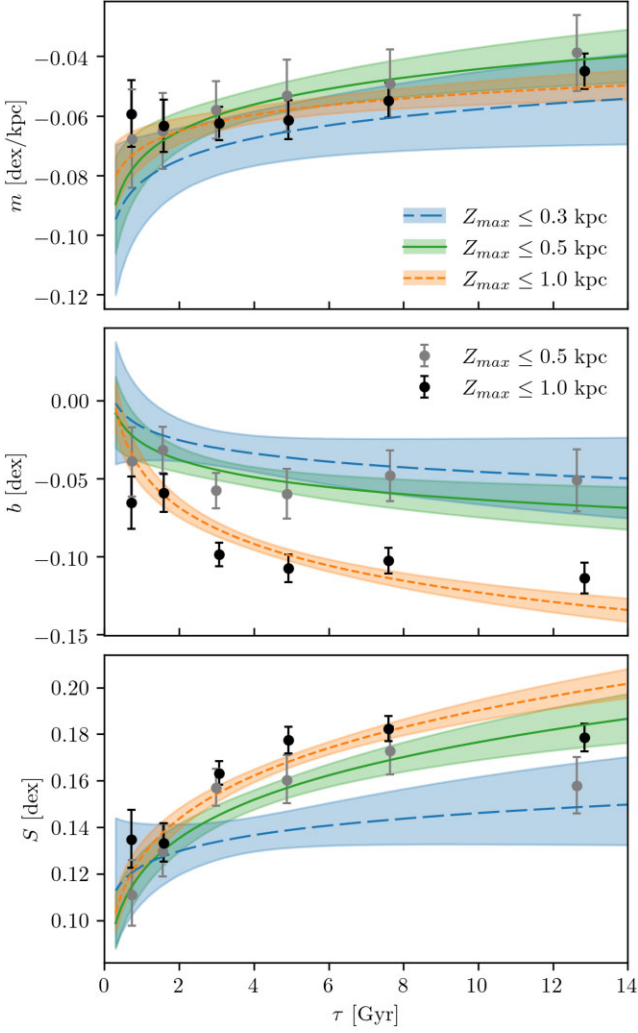 −0.04
−0.06
−0.08
−0.10
−0.12
m [dex/kpc]
Z_max ≤ 0.3 kpc
Z_max ≤ 0.5 kpc
Z_max ≤ 1.0 kpc
0.00
−0.05
−0.10
−0.15
b [dex]
Z_max ≤ 0.5 kpc
Z_max ≤ 1.0 kpc
0.20
0.18
0.16
0.14
0.12
0.10
S [dex]
0 2 4 6 8 10 12 14
τ [Gyr]